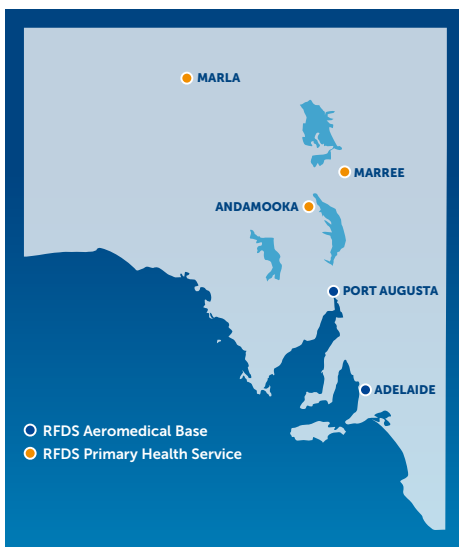 MARLA
MARREE
ANDAMOOKA
PORT AUGUSTA
ADELAIDE
RFDS Aeromedical Base
RFDS Primary Health Service